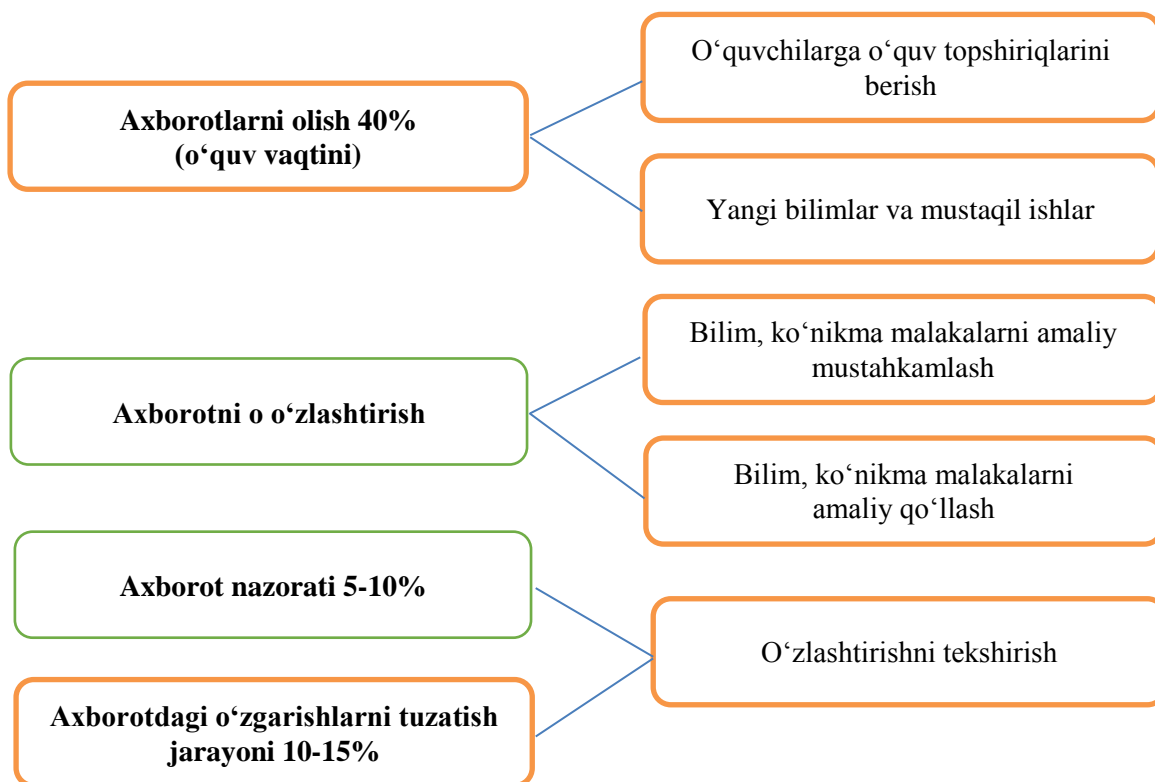 O‘quvchilarga o‘quv topshiriqlarini
berish
Axborotlarni olish 40%
(o‘quv vaqtini)
Yangi bilimlar va mustaqil ishlar
Bilim, ko‘nikma malakalarni amaliy
mustahkamlash
Axborotni o o‘zlashtirish
Bilim, ko‘nikma malakalarni
amaliy qo‘llash
Axborot nazorati 5-10%
O‘zlashtirishni tekshirish
Axborotdagi o‘zgarishlarni tuzatish
jarayoni 10-15%